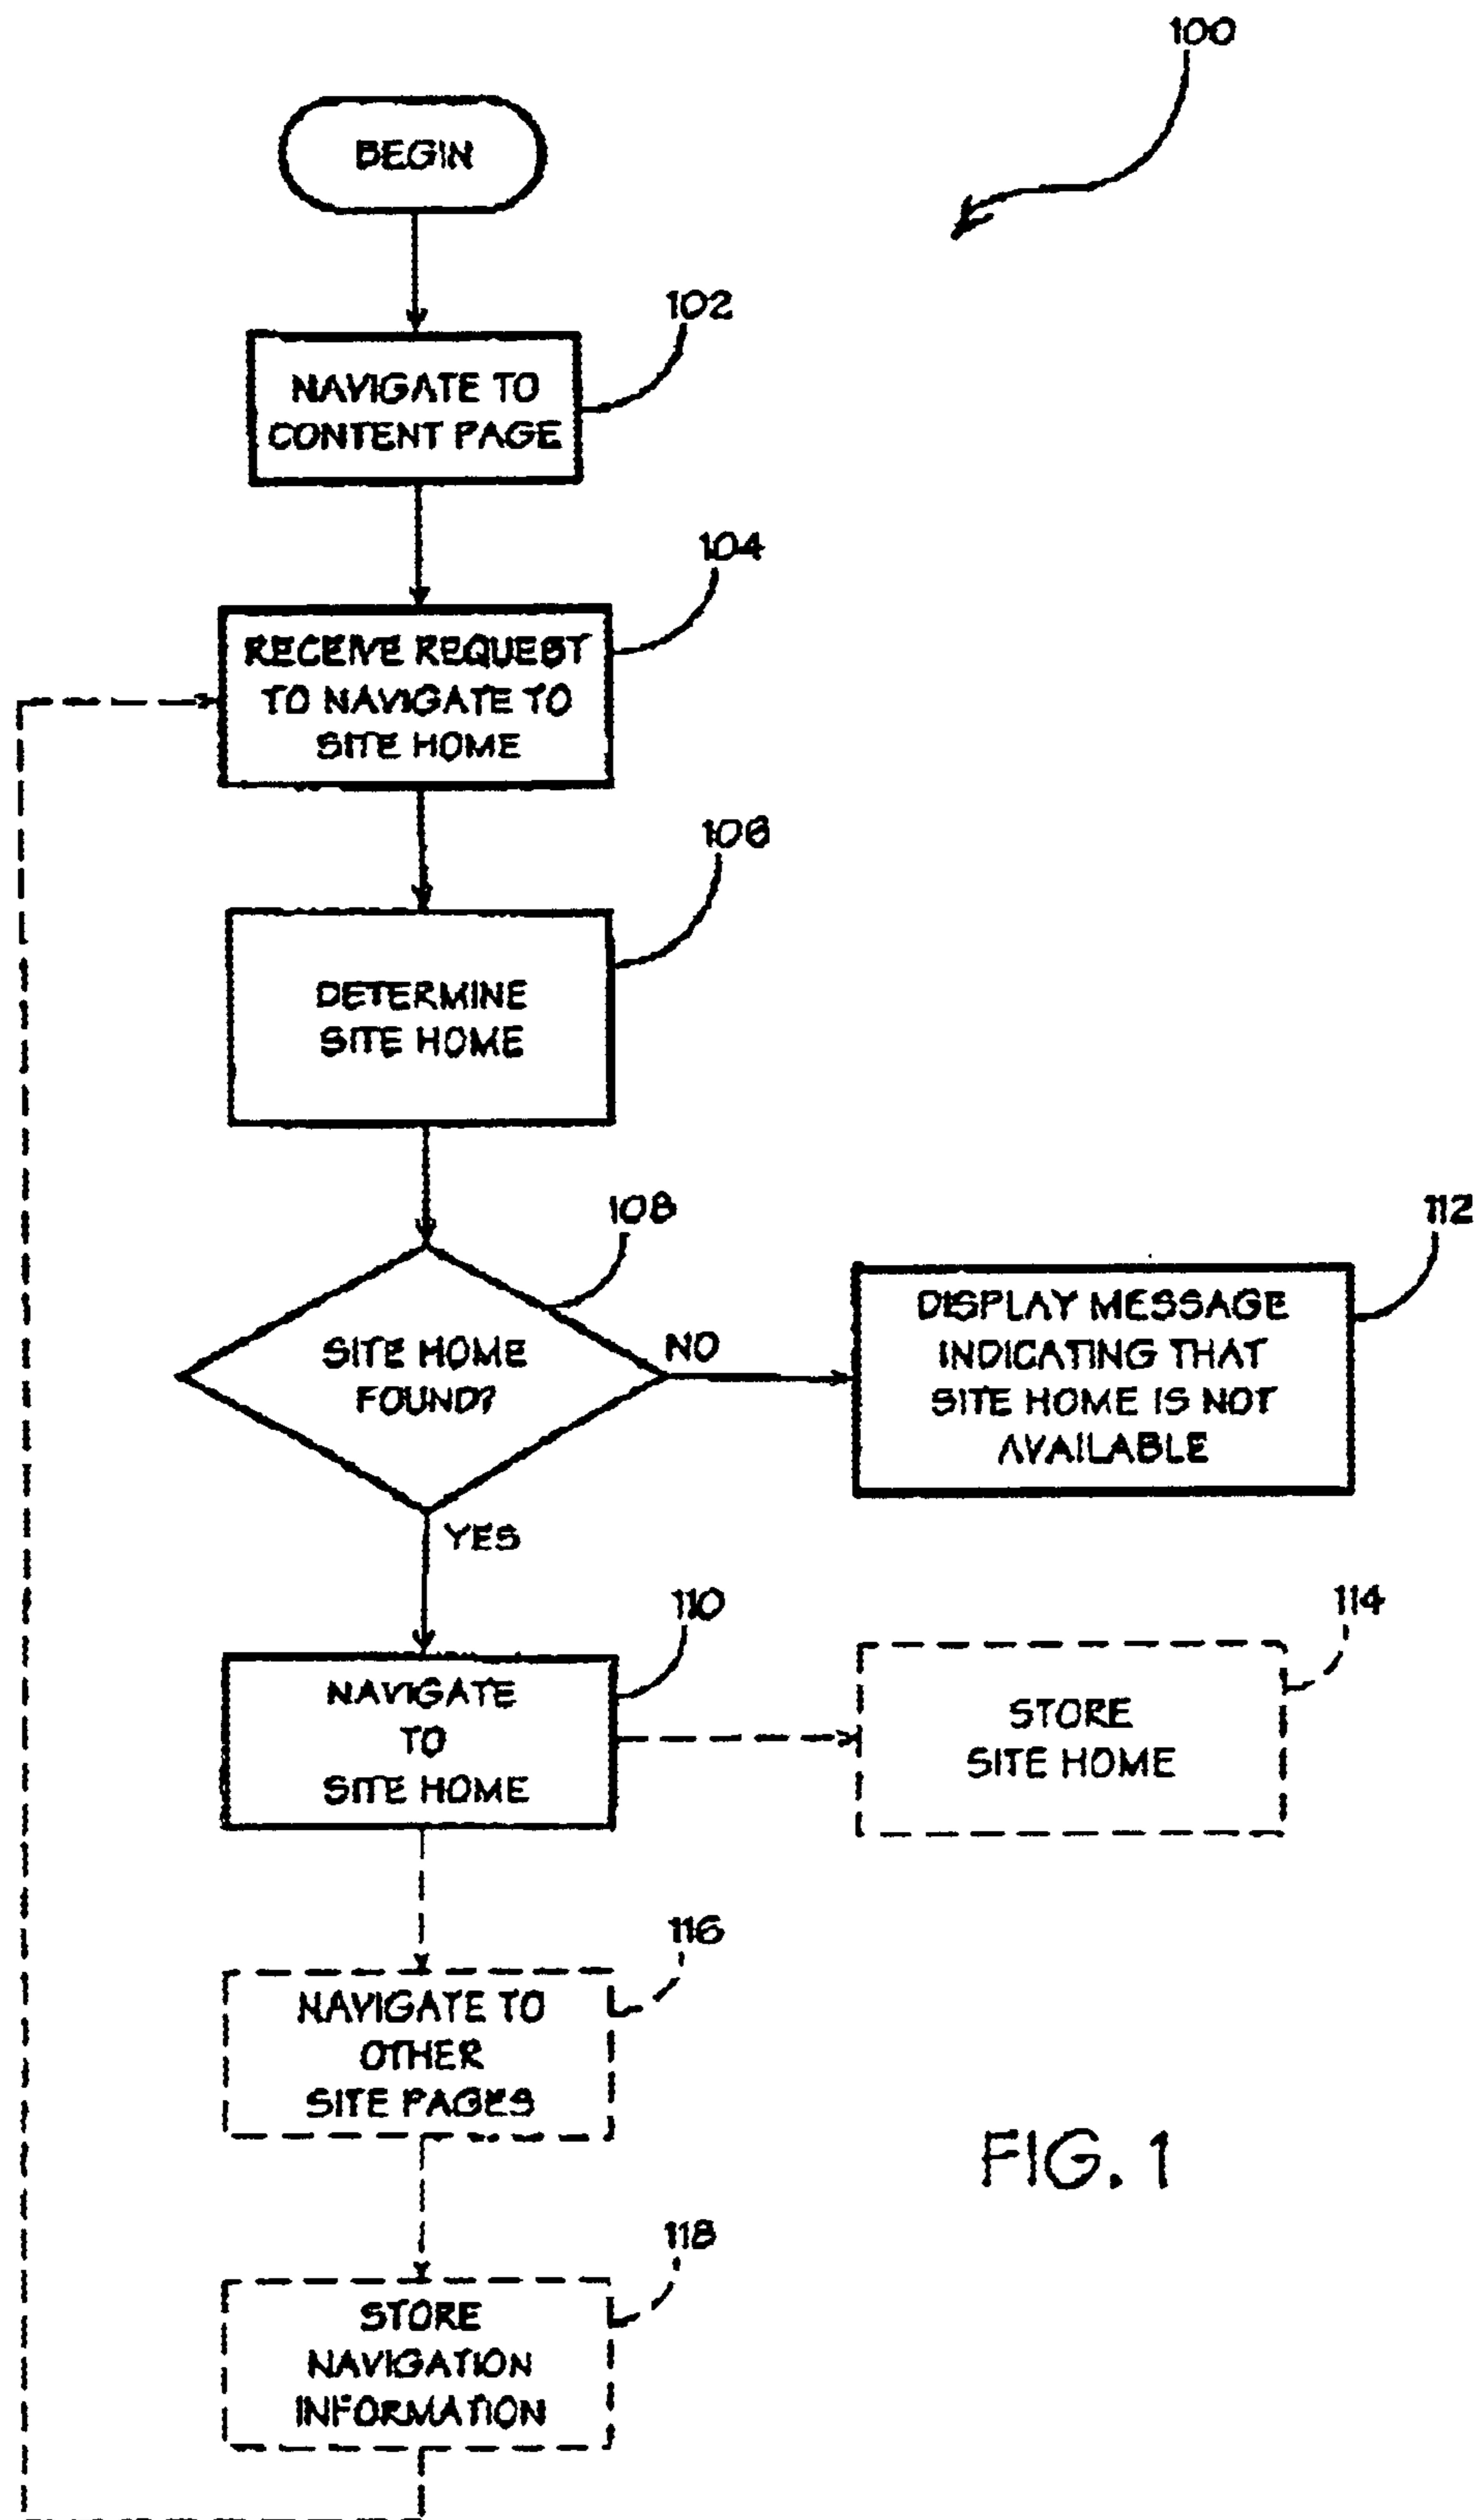 100
BEGIN
102
NAVIGATE TO
CONTENT PAGE
104
RECEIVE REQUEST
TO NAVIGATE TO
SITE HOME
106
DETERMINE
SITE HOME
108
SITE HOME
FOUND?
NO
112
DISPLAY MESSAGE
INDICATING THAT
SITE HOME IS NOT
AVAILABLE
YES
110
NAVIGATE
TO
SITE HOME
114
STORE
SITE HOME
116
NAVIGATE TO
OTHER
SITE PAGES
FIG. 1
118
STORE
NAVIGATION
INFORMATION